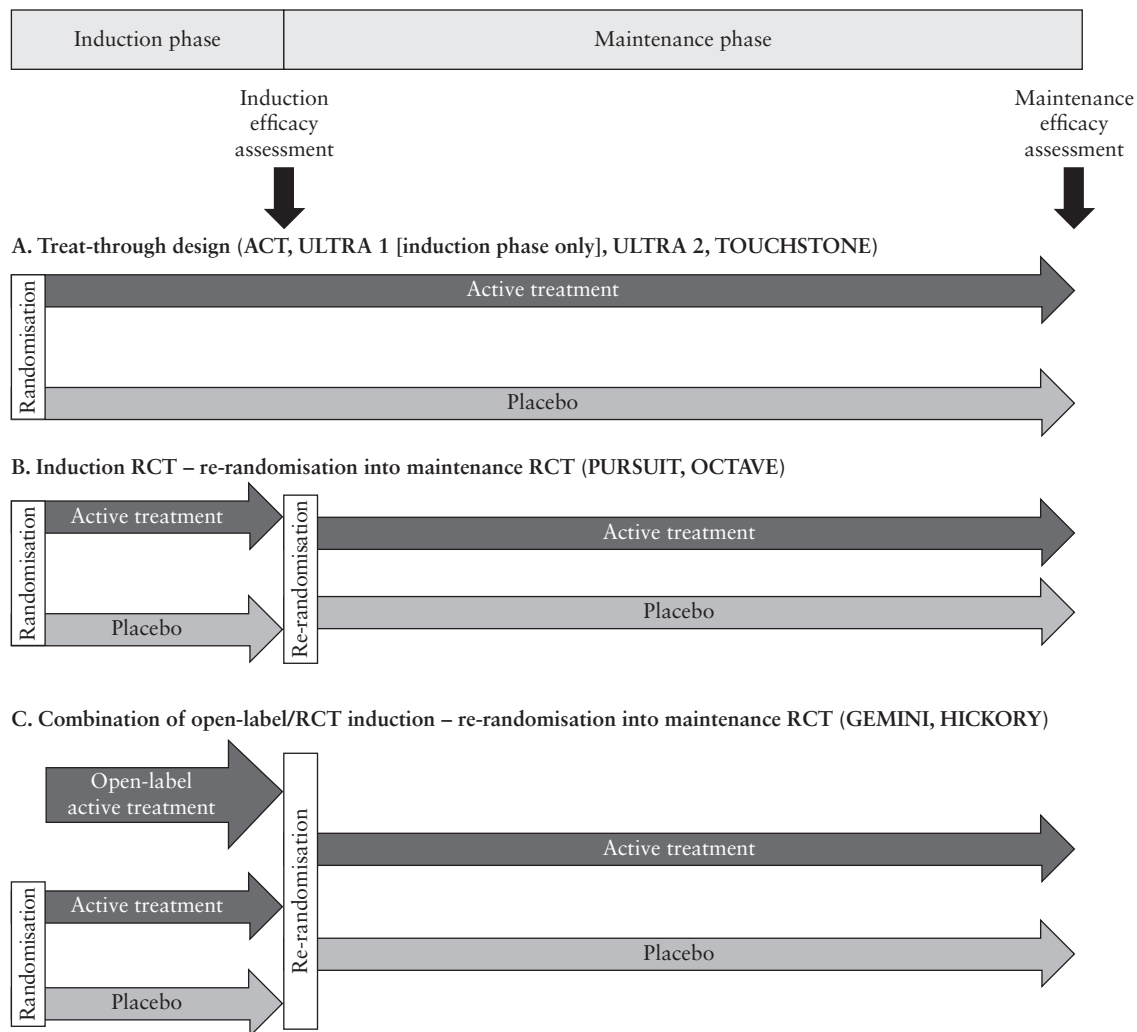 Induction phase
Maintenance phase
Induction
efficacy
assessment
Maintenance
efficacy
assessment
A. Treat-through design (ACT, ULTRA 1 [induction phase only], ULTRA 2, TOUCHSTONE)
Randomisation
Active treatment
Placebo
B. Induction RCT – re-randomisation into maintenance RCT (PURSUIT, OCTAVE)
Randomisation
Active treatment
Placebo
Re-randomisation
Active treatment
Placebo
C. Combination of open-label/RCT induction – re-randomisation into maintenance RCT (GEMINI, HICKORY)
Open-label
active treatment
Randomisation
Active treatment
Placebo
Re-randomisation
Active treatment
Placebo